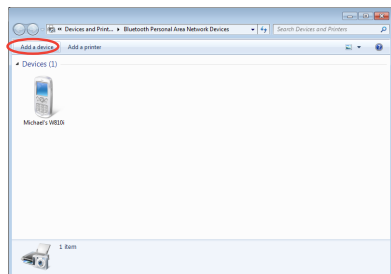 Devices and Print... ▸ Bluetooth Personal Area Network Devices
Search Devices and Printers
Add a device
Add a printer
Devices (1)
Michael's W810i
1 item